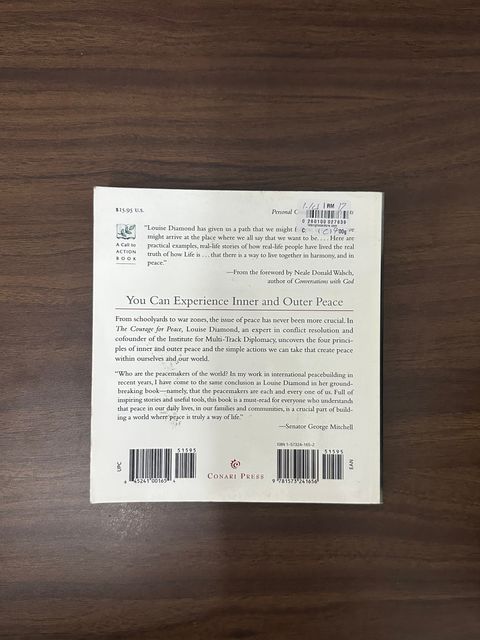 $15.95 U.S.
Personal
RM 17
0 260100 027836
A Call to
ACTION
BOOK
"Louise Diamond has given us a path that we might
might arrive at the place where we all say that we want to be. . . . Here are
practical examples, real-life stories of how real-life people have lived the real
truth of how Life is . . . that there is a way to live together in harmony, and in
peace."
—From the foreword by Neale Donald Walsch,
author of Conversations with God
You Can Experience Inner and Outer Peace
From schoolyards to war zones, the issue of peace has never been more crucial. In
The Courage for Peace, Louise Diamond, an expert in conflict resolution and
cofounder of the Institute for Multi-Track Diplomacy, uncovers the four princi-
ples of inner and outer peace and the simple actions we can take that create peace
within ourselves and our world.
"Who are the peacemakers of the world? In my work in international peacebuilding in
recent years, I have come to the same conclusion as Louise Diamond in her ground-
breaking book—namely, that the peacemakers are each and every one of us. Full of
inspiring stories and useful tools, this book is a must-read for everyone who understands
that peace in our daily lives, in our families and communities, is a crucial part of build-
ing a world where peace is truly a way of life."
—Senator George Mitchell
ISBN 1-57324-165-2
51595
51595
UPC
EAN
6 45241 00165 4
CONARI PRESS
9 781573 241656